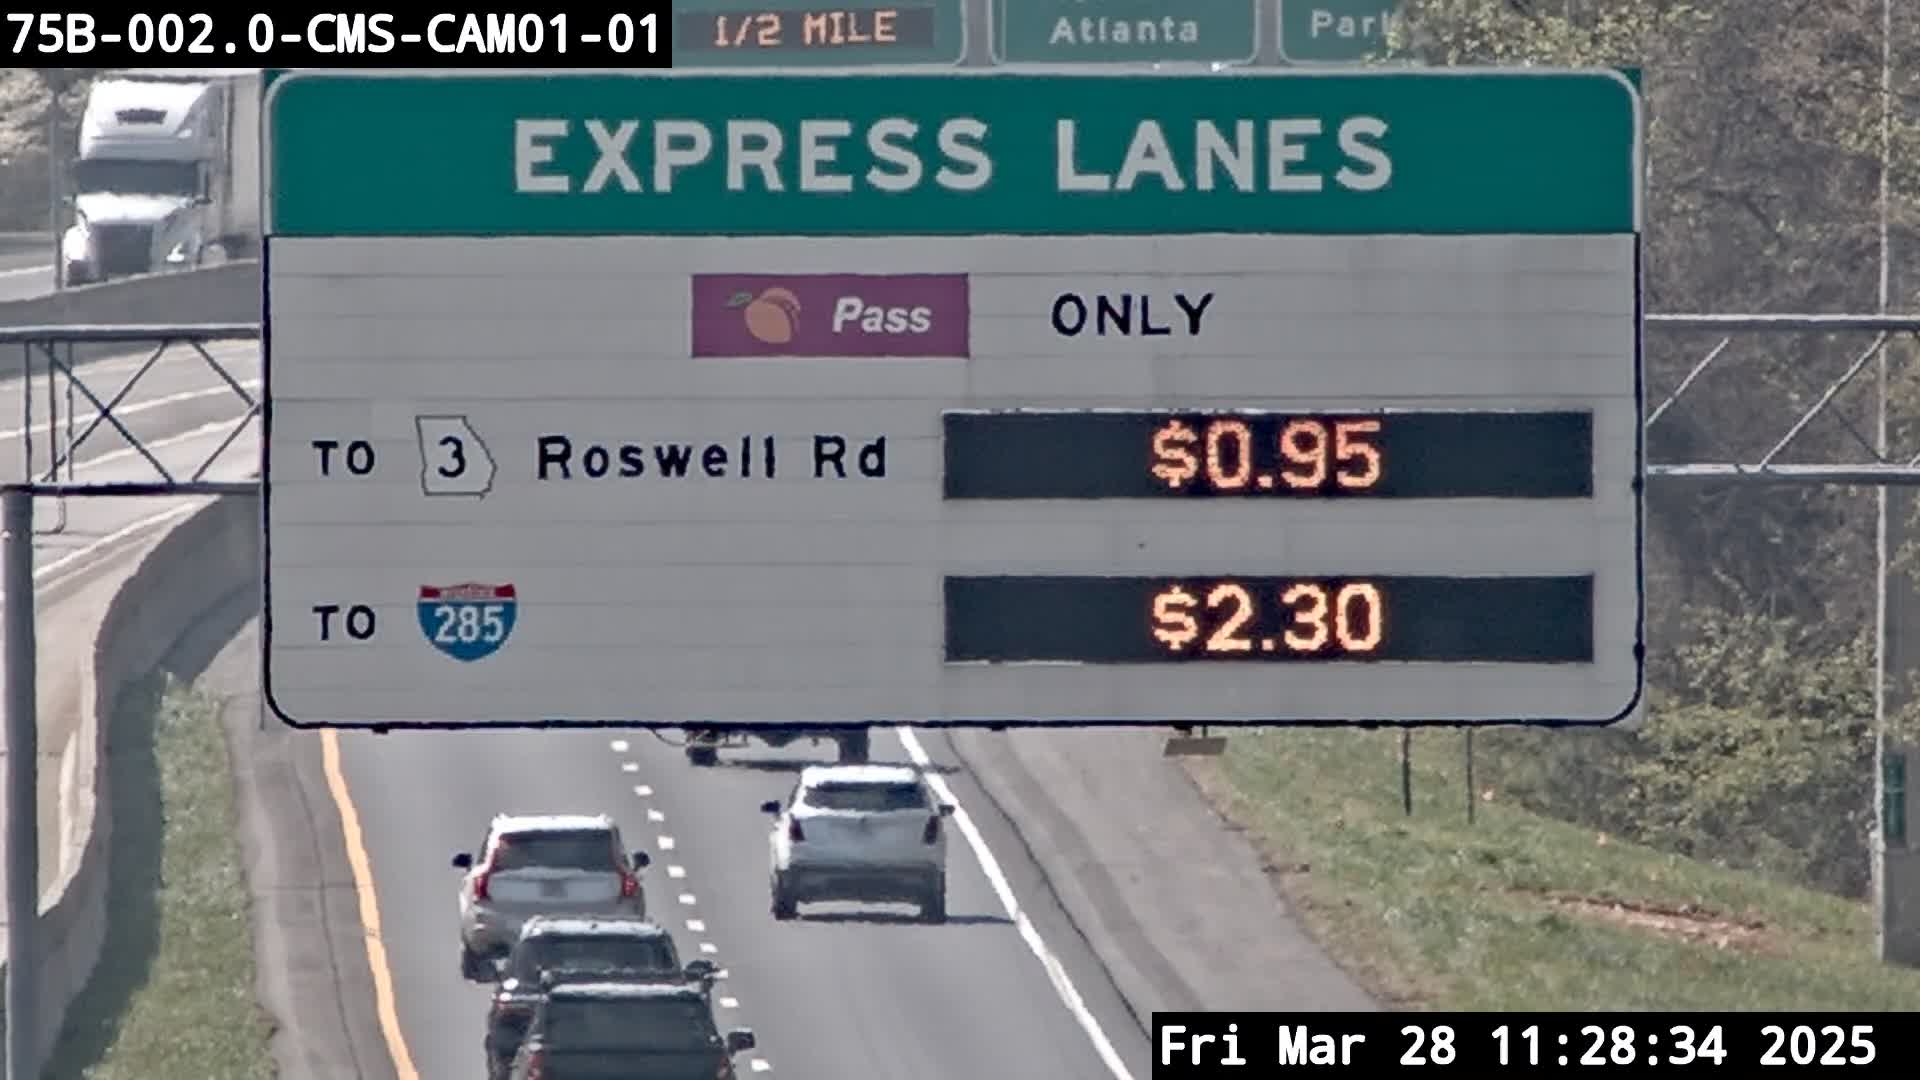 75B-002.0-CMS-CAM01-01
1/2 MILE
Atlanta
EXPRESS LANES
Pass ONLY
TO 3 Roswell Rd $0.95
TO 285 $2.30
Fri Mar 28 11:28:34 2025